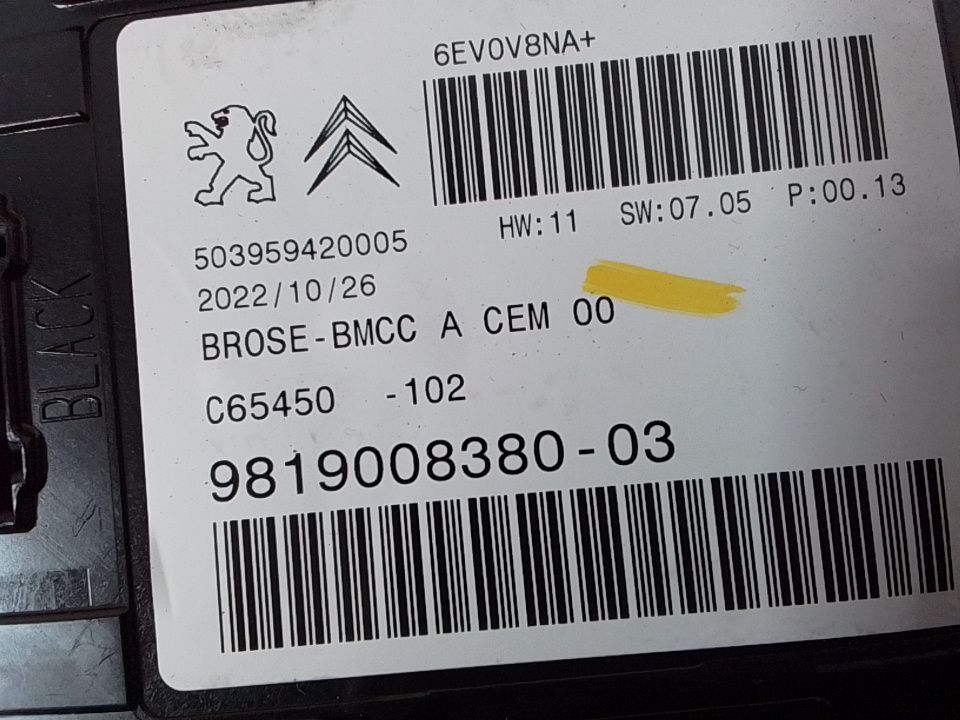 6EV0V8NA+
HW:11 SW:07.05 P:00.13
503959420005
2022/10/26
BROSE-BMCC A CEM 00
C65450 -102
9819008380-03
BLACK